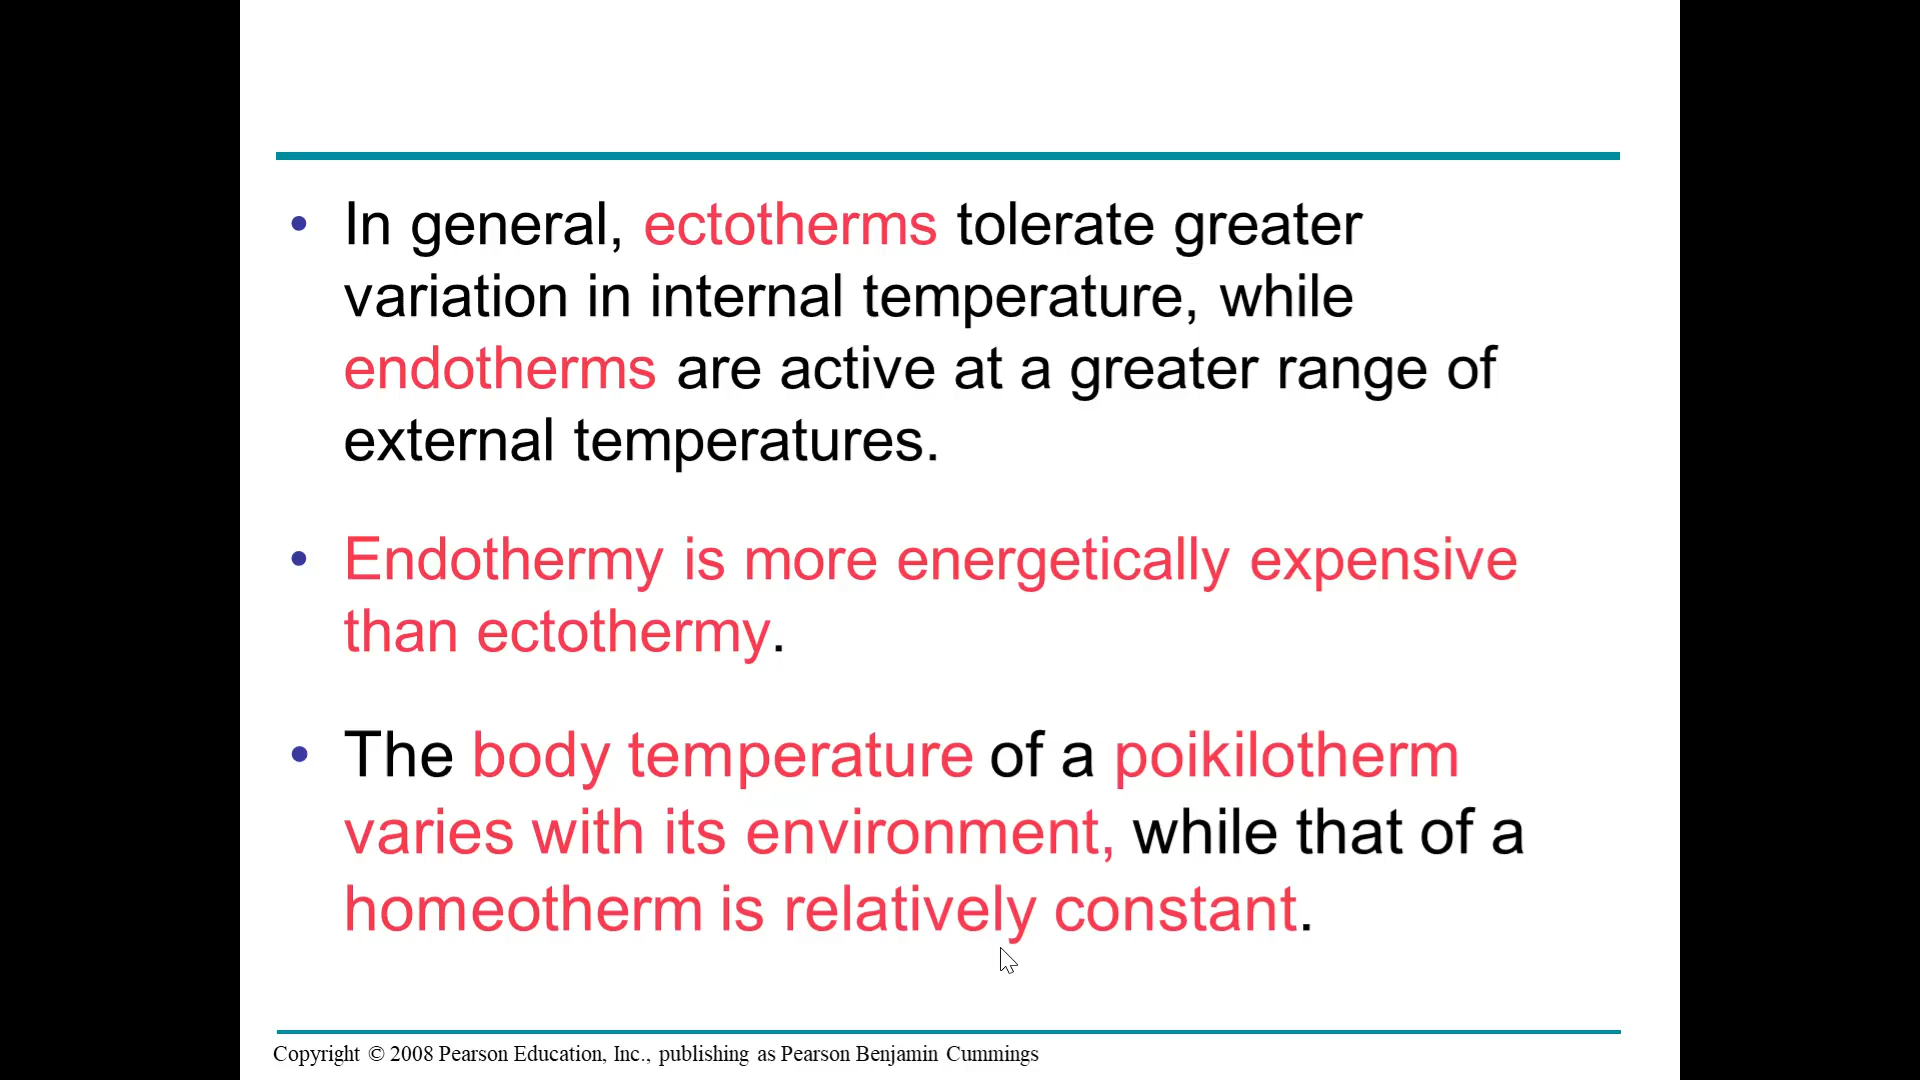 • In general, ectotherms tolerate greater
variation in internal temperature, while
endotherms are active at a greater range of
external temperatures.
• Endothermy is more energetically expensive
than ectothermy.
• The body temperature of a poikilotherm
varies with its environment, while that of a
homeotherm is relatively constant.
Copyright © 2008 Pearson Education, Inc., publishing as Pearson Benjamin Cummings